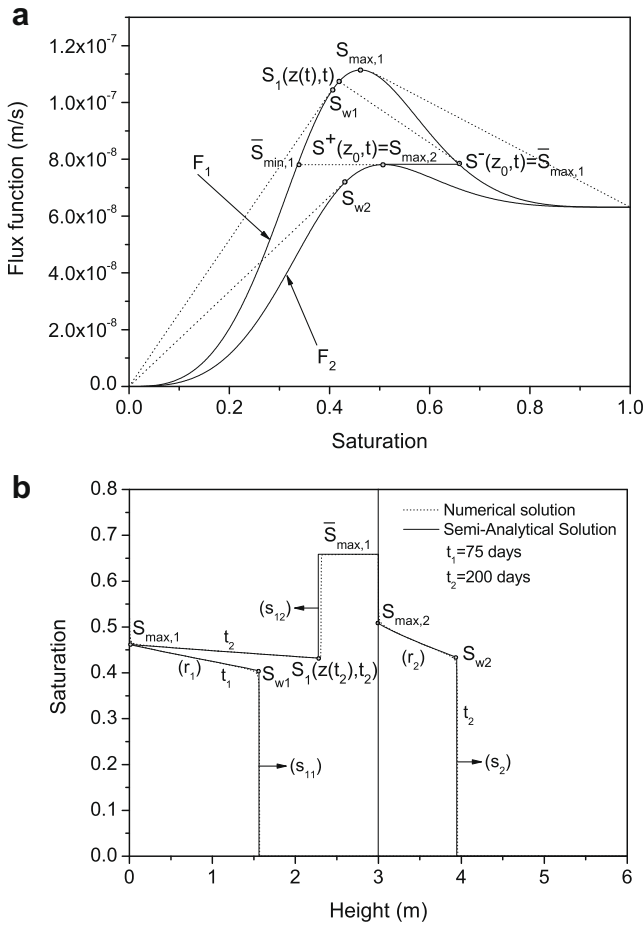 a
1.2x10⁻⁷
1.0x10⁻⁷
8.0x10⁻⁸
6.0x10⁻⁸
4.0x10⁻⁸
2.0x10⁻⁸
0.0
Flux function (m/s)
S_max,1
S₁(z(t),t)
S_w1
S̅_min,1
S⁺(z₀,t)=S_max,2
S⁻(z₀,t)=S̅_max,1
S_w2
F₁
F₂
0.0 0.2 0.4 0.6 0.8 1.0
Saturation
b
0.8
0.7
0.6
0.5
0.4
0.3
0.2
0.1
0.0
Saturation
Numerical solution
Semi-Analytical Solution
t₁=75 days
t₂=200 days
S̅_max,1
(s₁₂)
S_max,1
t₂
(r₁)
t₁
S_w1
S₁(z(t₂),t₂)
S_max,2
(r₂)
S_w2
t₂
(s₁₁)
(s₂)
0 1 2 3 4 5 6
Height (m)